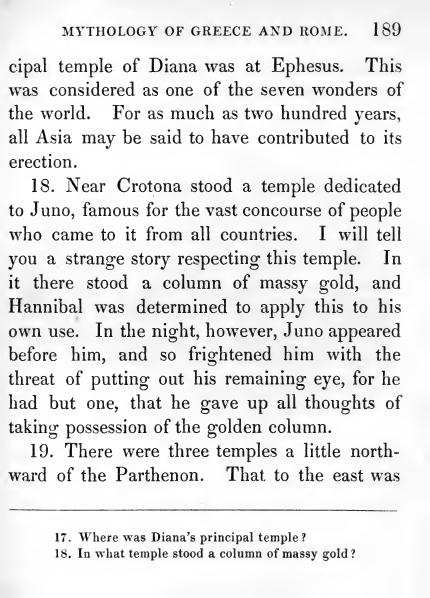 MYTHOLOGY OF GREECE AND ROME. 189
cipal temple of Diana was at Ephesus. This
was considered as one of the seven wonders of
the world. For as much as two hundred years,
all Asia may be said to have contributed to its
erection.
18. Near Crotona stood a temple dedicated
to Juno, famous for the vast concourse of people
who came to it from all countries. I will tell
you a strange story respecting this temple. In
it there stood a column of massy gold, and
Hannibal was determined to apply this to his
own use. In the night, however, Juno appeared
before him, and so frightened him with the
threat of putting out his remaining eye, for he
had but one, that he gave up all thoughts of
taking possession of the golden column.
19. There were three temples a little north-
ward of the Parthenon. That to the east was
17. Where was Diana's principal temple?
18. In what temple stood a column of massy gold?